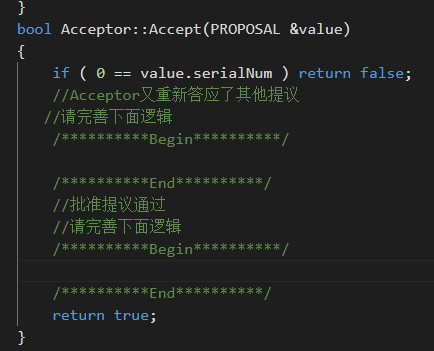 }
bool Acceptor::Accept(PROPOSAL &value)
{
if ( 0 == value.serialNum ) return false;
//Acceptor又重新答应了其他提议
//请完善下面逻辑
/**********Begin**********/
/**********End**********/
//批准提议通过
//请完善下面逻辑
/**********Begin**********/
/**********End**********/
return true;
}